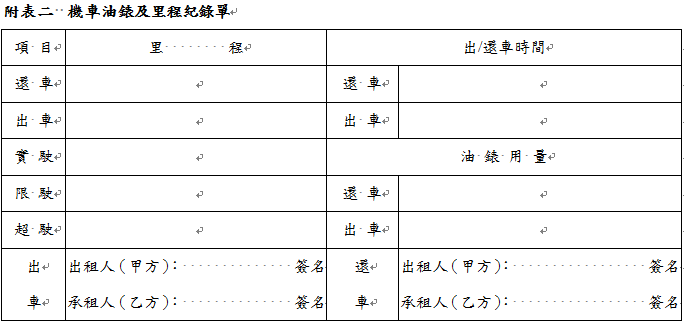 附表二 機車油錶及里程紀錄單
項 目 里 程 出/還車時間
還 車 還 車
出 車 出 車
實 駛 油 錶 用 量
限 駛 還 車
超 駛 出 車
出 出租人(甲方): 簽名 還 出租人(甲方): 簽名
車 承租人(乙方): 簽名 車 承租人(乙方): 簽名